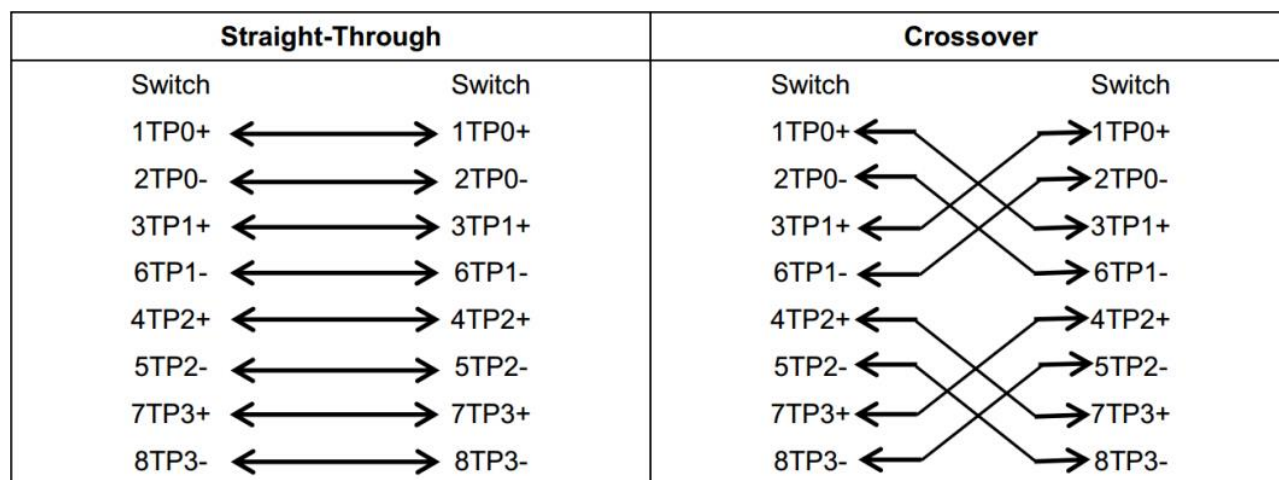 Straight-Through Crossover
Switch Switch Switch Switch
1TP0+ 1TP0+ 1TP0+ 1TP0+
2TP0- 2TP0- 2TP0- 2TP0-
3TP1+ 3TP1+ 3TP1+ 3TP1+
6TP1- 6TP1- 6TP1- 6TP1-
4TP2+ 4TP2+ 4TP2+ 4TP2+
5TP2- 5TP2- 5TP2- 5TP2-
7TP3+ 7TP3+ 7TP3+ 7TP3+
8TP3- 8TP3- 8TP3- 8TP3-